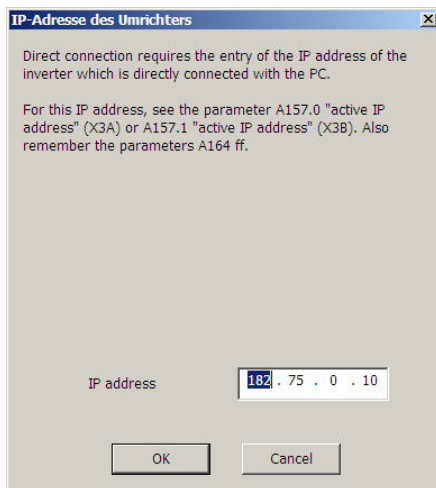 IP-Adresse des Umrichters
Direct connection requires the entry of the IP address of the
inverter which is directly connected with the PC.
For this IP address, see the parameter A157.0 "active IP
address" (X3A) or A157.1 "active IP address" (X3B). Also
remember the parameters A164 ff.
IP address 182 . 75 . 0 . 10
OK Cancel